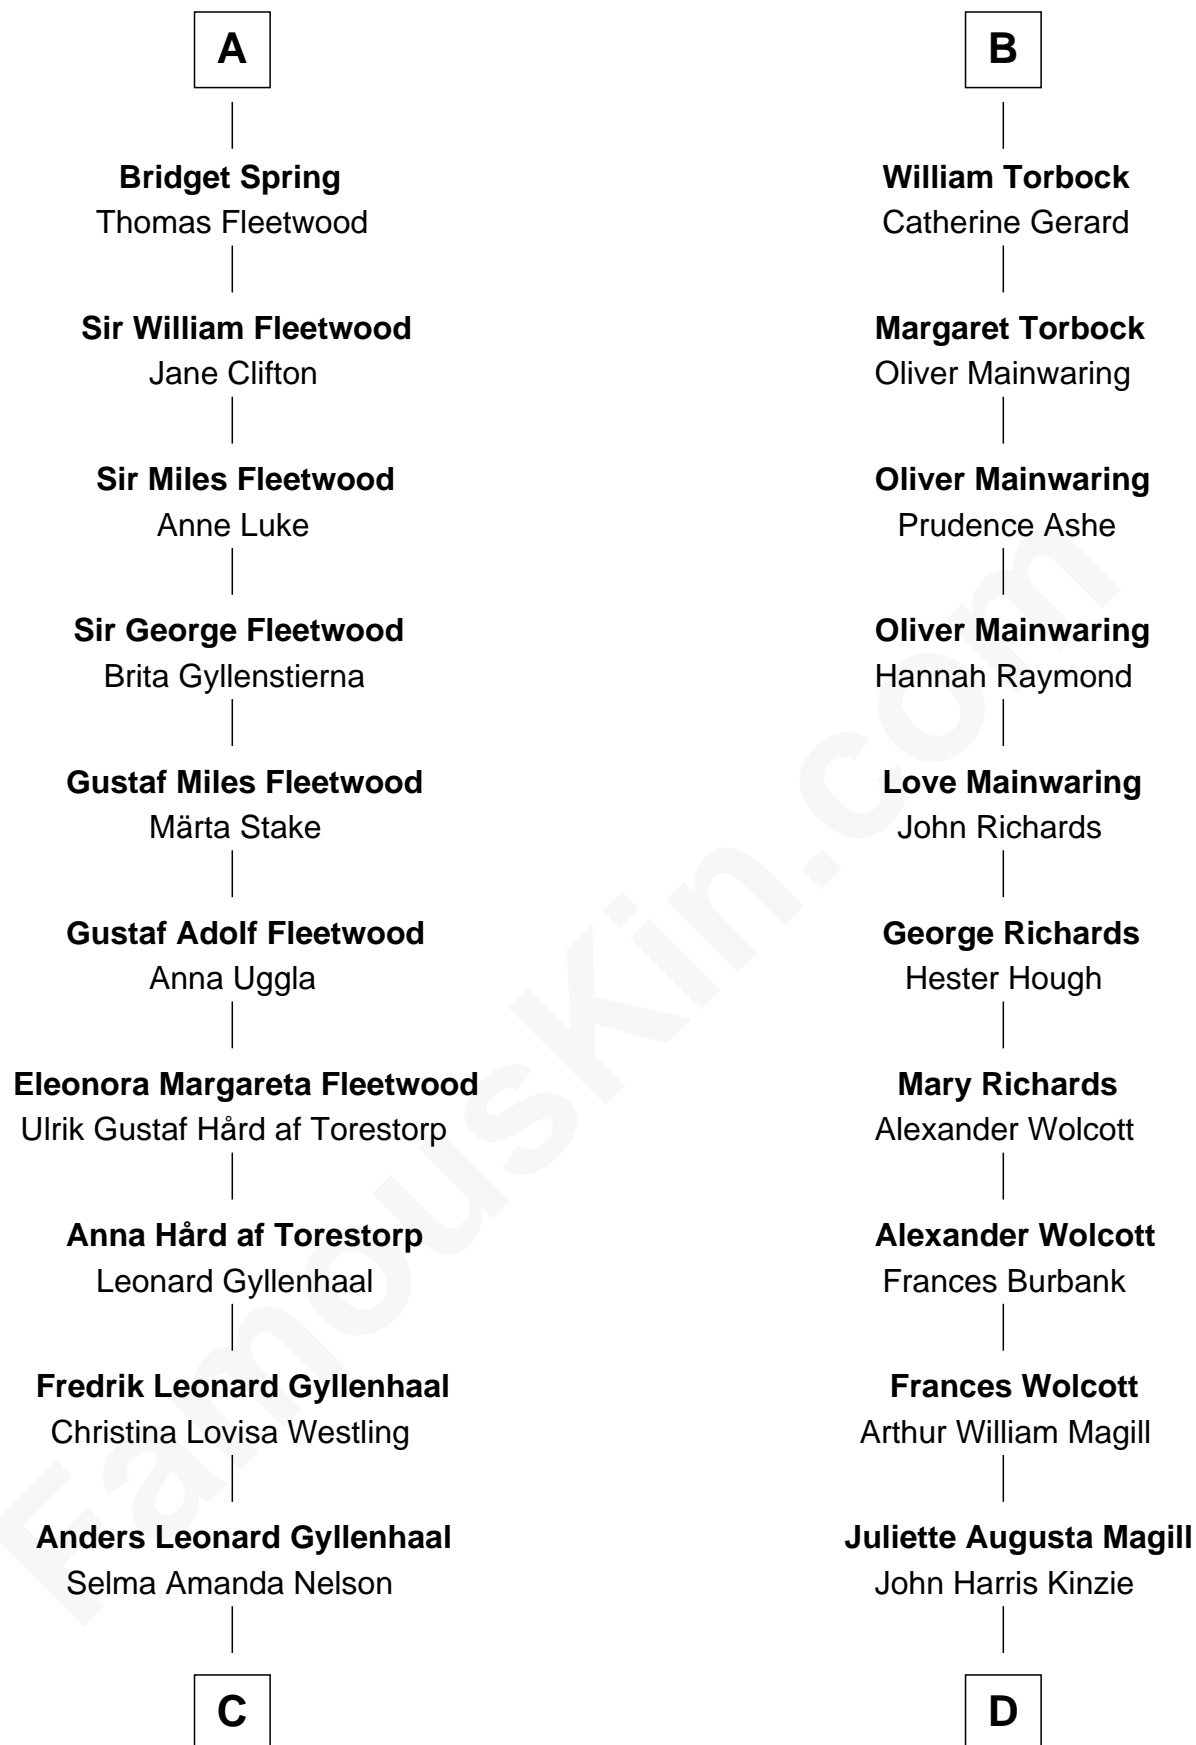 A
Bridget Spring
Thomas Fleetwood
Sir William Fleetwood
Jane Clifton
Sir Miles Fleetwood
Anne Luke
Sir George Fleetwood
Brita Gyllenstierna
Gustaf Miles Fleetwood
Märta Stake
Gustaf Adolf Fleetwood
Anna Uggla
Eleonora Margareta Fleetwood
Ulrik Gustaf Hård af Torestorp
Anna Hård af Torestorp
Leonard Gyllenhaal
Fredrik Leonard Gyllenhaal
Christina Lovisa Westling
Anders Leonard Gyllenhaal
Selma Amanda Nelson
C
B
William Torbock
Catherine Gerard
Margaret Torbock
Oliver Mainwaring
Oliver Mainwaring
Prudence Ashe
Oliver Mainwaring
Hannah Raymond
Love Mainwaring
John Richards
George Richards
Hester Hough
Mary Richards
Alexander Wolcott
Alexander Wolcott
Frances Burbank
Frances Wolcott
Arthur William Magill
Juliette Augusta Magill
John Harris Kinzie
D
FamousKin.com